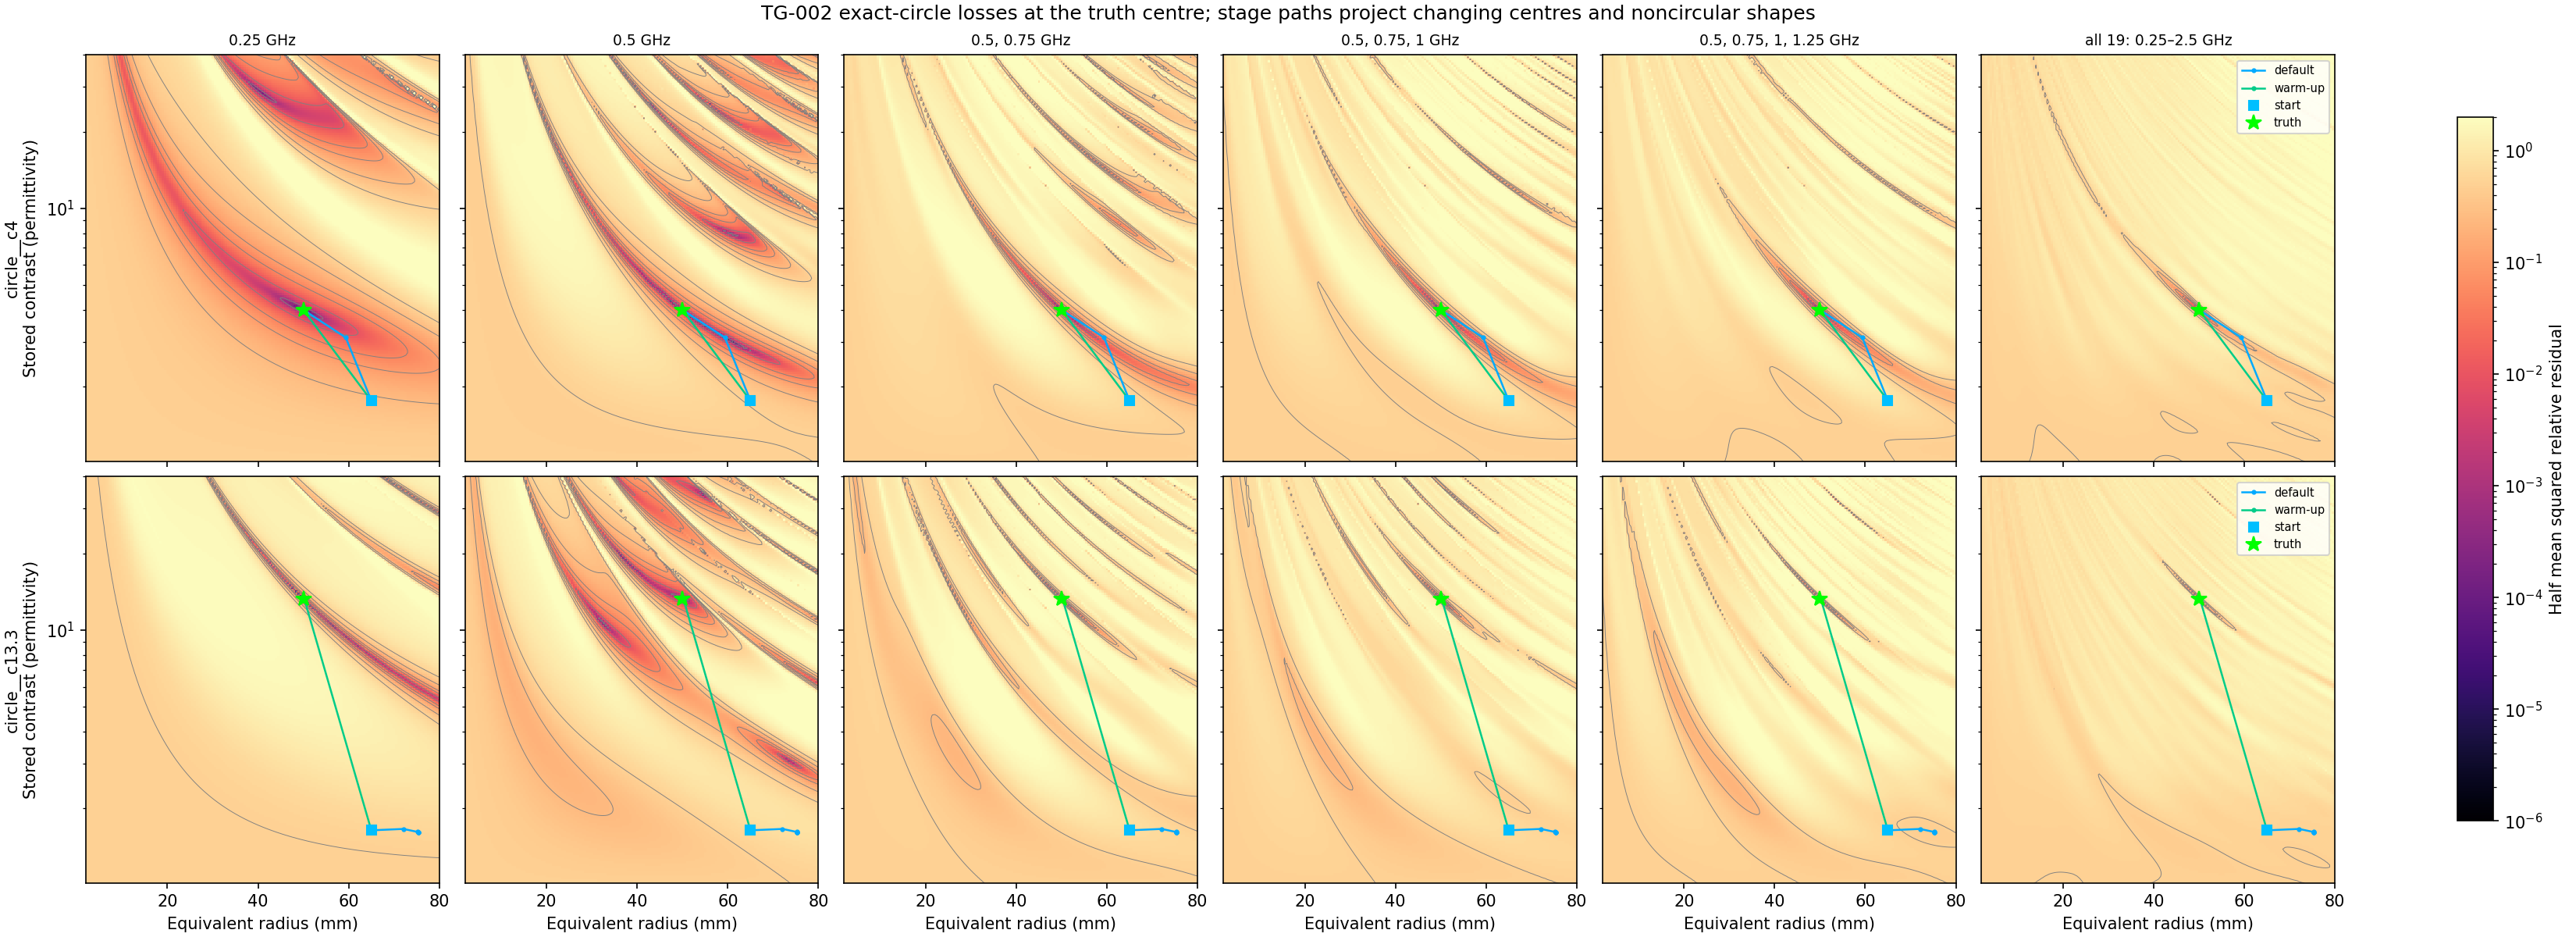 TG-002 exact-circle losses at the truth centre; stage paths project changing centres and noncircular shapes
0.25 GHz
0.5 GHz
0.5, 0.75 GHz
0.5, 0.75, 1 GHz
0.5, 0.75, 1, 1.25 GHz
all 19: 0.25–2.5 GHz
circle__c4
Stored contrast (permittivity)
10¹
default
warm-up
start
truth
circle__c13.3
Stored contrast (permittivity)
10¹
default
warm-up
start
truth
20 40 60 80
20 40 60 80
20 40 60 80
20 40 60 80
20 40 60 80
20 40 60 80
Equivalent radius (mm)
Equivalent radius (mm)
Equivalent radius (mm)
Equivalent radius (mm)
Equivalent radius (mm)
Equivalent radius (mm)
10⁰
10⁻¹
10⁻²
10⁻³
10⁻⁴
10⁻⁵
10⁻⁶
Half mean squared relative residual